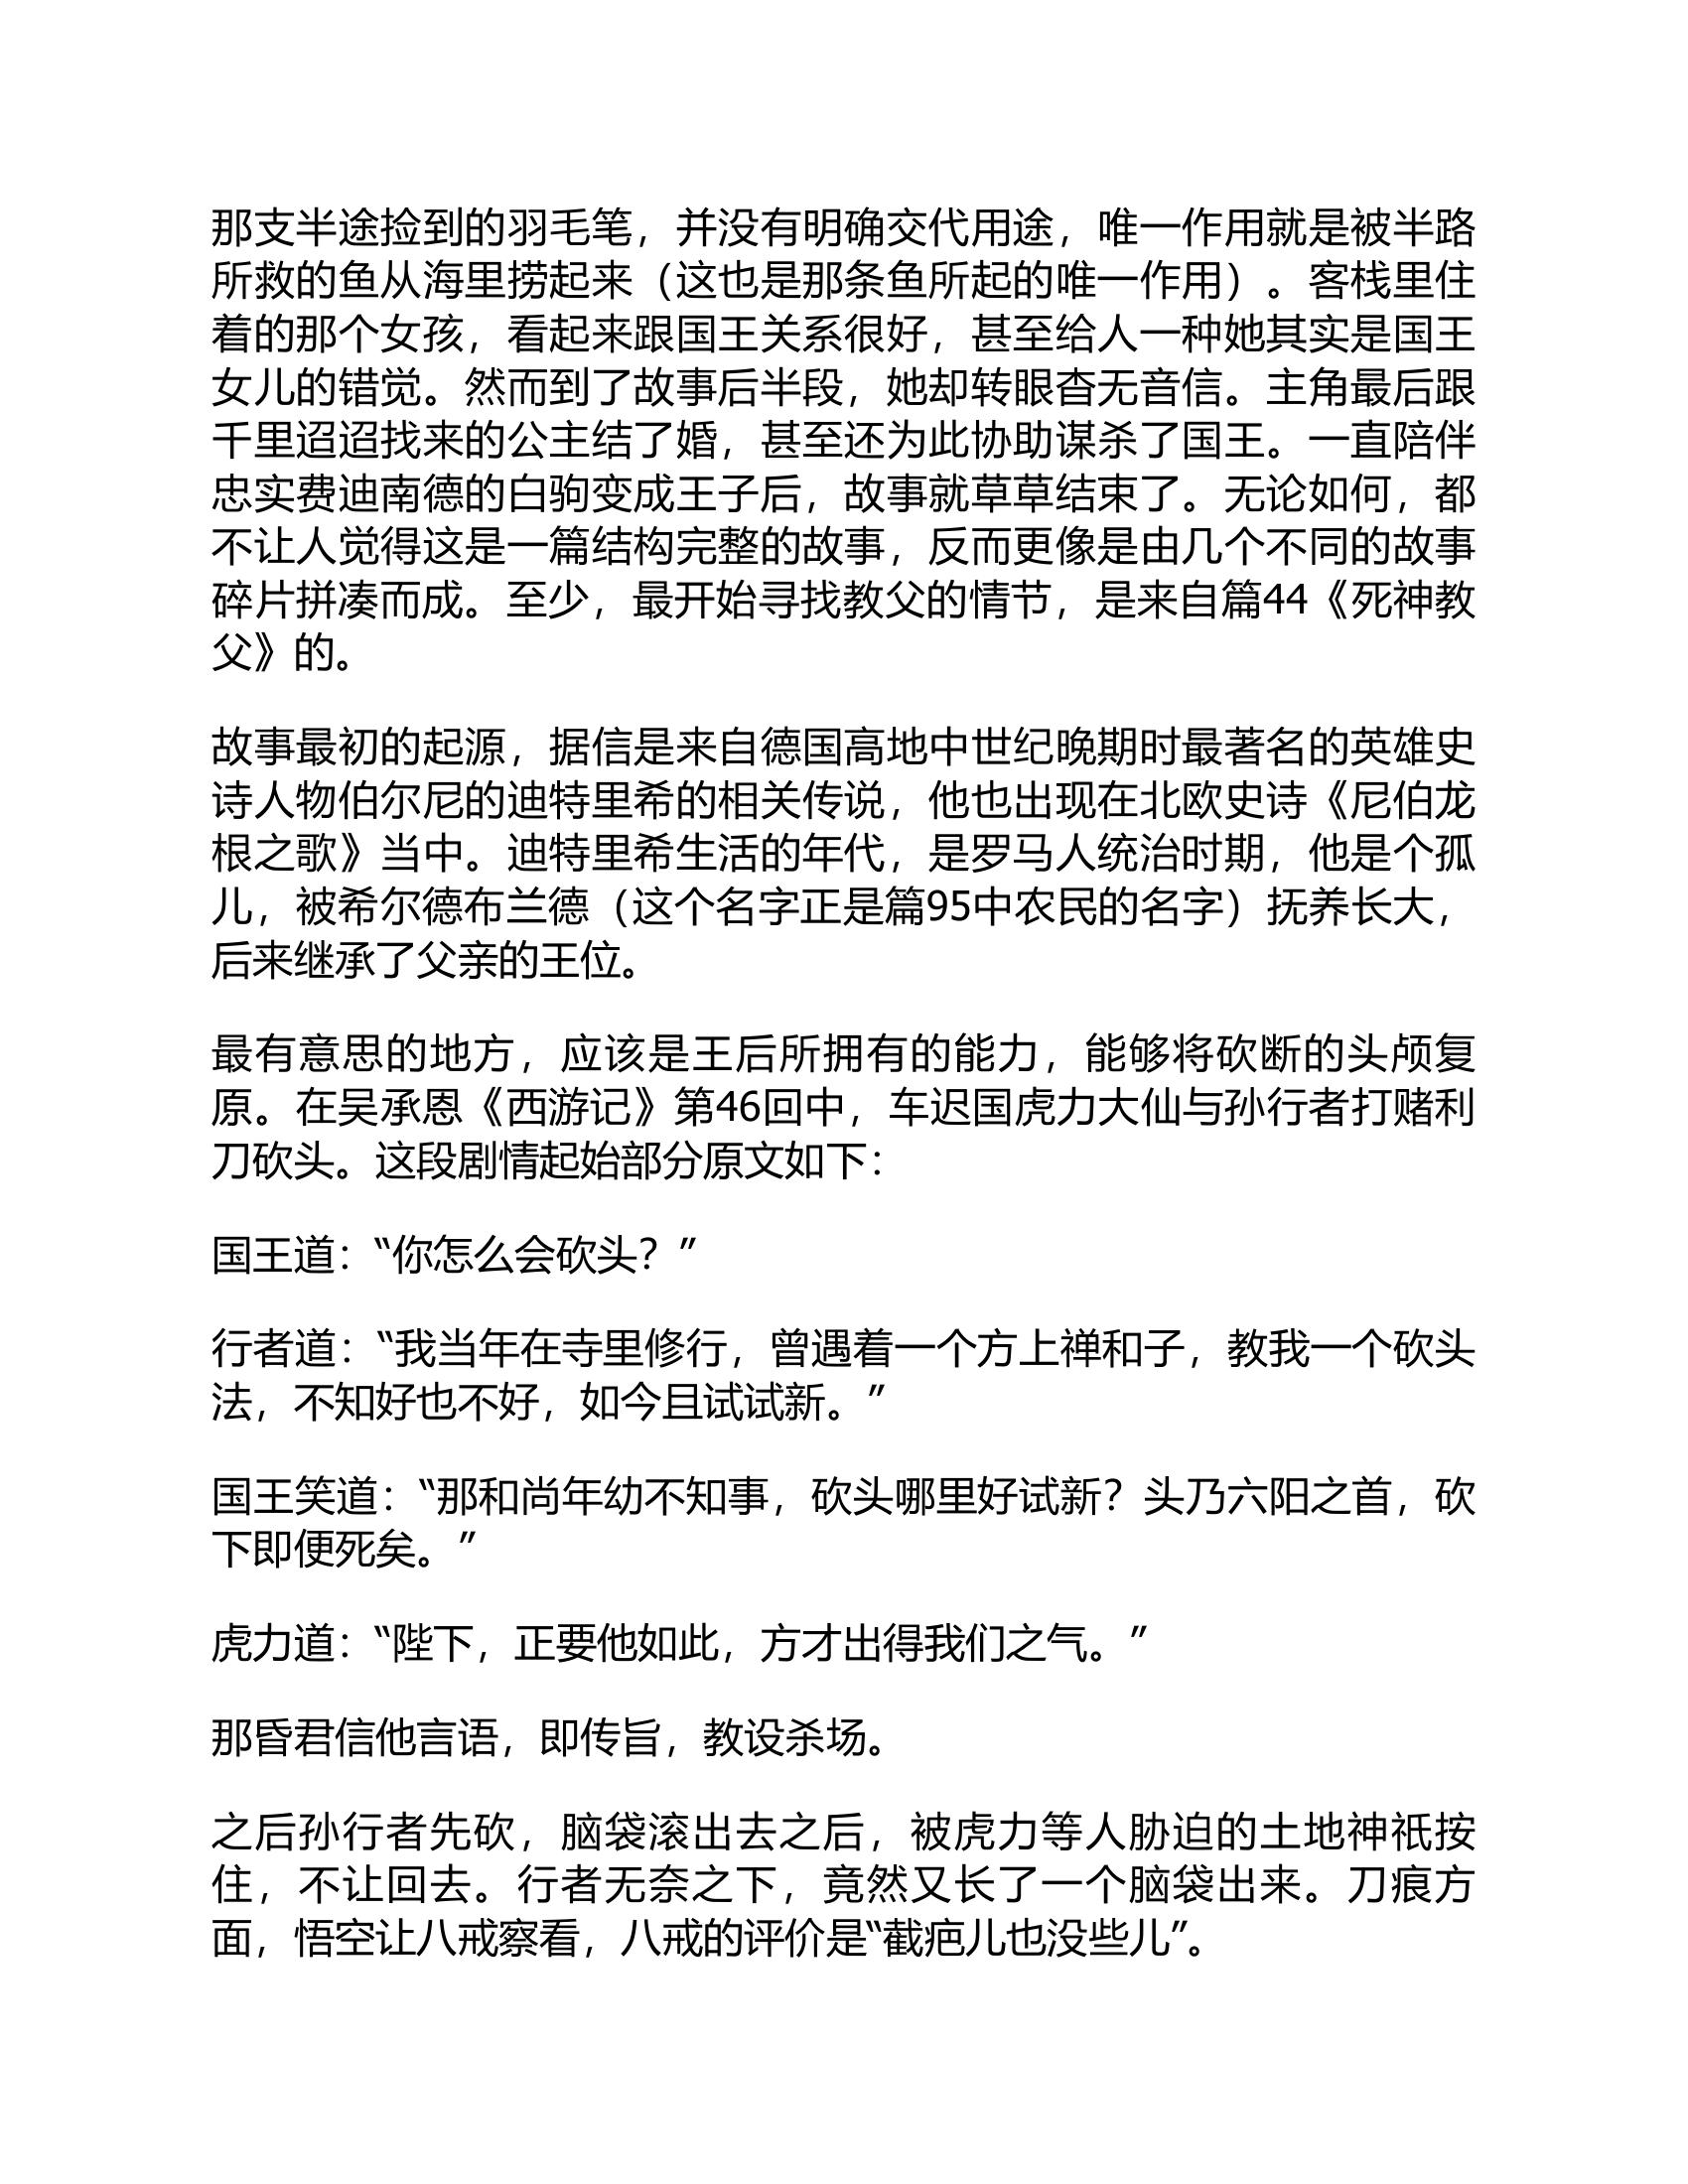 那支半途捡到的羽毛笔，并没有明确交代用途，唯一作用就是被半路
所救的鱼从海里捞起来（这也是那条鱼所起的唯一作用）。客栈里住
着的那个女孩，看起来跟国王关系很好，甚至给人一种她其实是国王
女儿的错觉。然而到了故事后半段，她却转眼杳无音信。主角最后跟
千里迢迢找来的公主结了婚，甚至还为此协助谋杀了国王。一直陪伴
忠实费迪南德的白驹变成王子后，故事就草草结束了。无论如何，都
不让人觉得这是一篇结构完整的故事，反而更像是由几个不同的故事
碎片拼凑而成。至少，最开始寻找教父的情节，是来自篇44《死神教
父》的。
故事最初的起源，据信是来自德国高地中世纪晚期时最著名的英雄史
诗人物伯尔尼的迪特里希的相关传说，他也出现在北欧史诗《尼伯龙
根之歌》当中。迪特里希生活的年代，是罗马人统治时期，他是个孤
儿，被希尔德布兰德（这个名字正是篇95中农民的名字）抚养长大，
后来继承了父亲的王位。
最有意思的地方，应该是王后所拥有的能力，能够将砍断的头颅复
原。在吴承恩《西游记》第46回中，车迟国虎力大仙与孙行者打赌利
刀砍头。这段剧情起始部分原文如下：
国王道：“你怎么会砍头？”
行者道：“我当年在寺里修行，曾遇着一个方上禅和子，教我一个砍头
法，不知好也不好，如今且试试新。”
国王笑道：“那和尚年幼不知事，砍头哪里好试新？头乃六阳之首，砍
下即便死矣。”
虎力道：“陛下，正要他如此，方才出得我们之气。”
那昏君信他言语，即传旨，教设杀场。
之后孙行者先砍，脑袋滚出去之后，被虎力等人胁迫的土地神祇按
住，不让回去。行者无奈之下，竟然又长了一个脑袋出来。刀痕方
面，悟空让八戒察看，八戒的评价是“截疤儿也没些儿”。